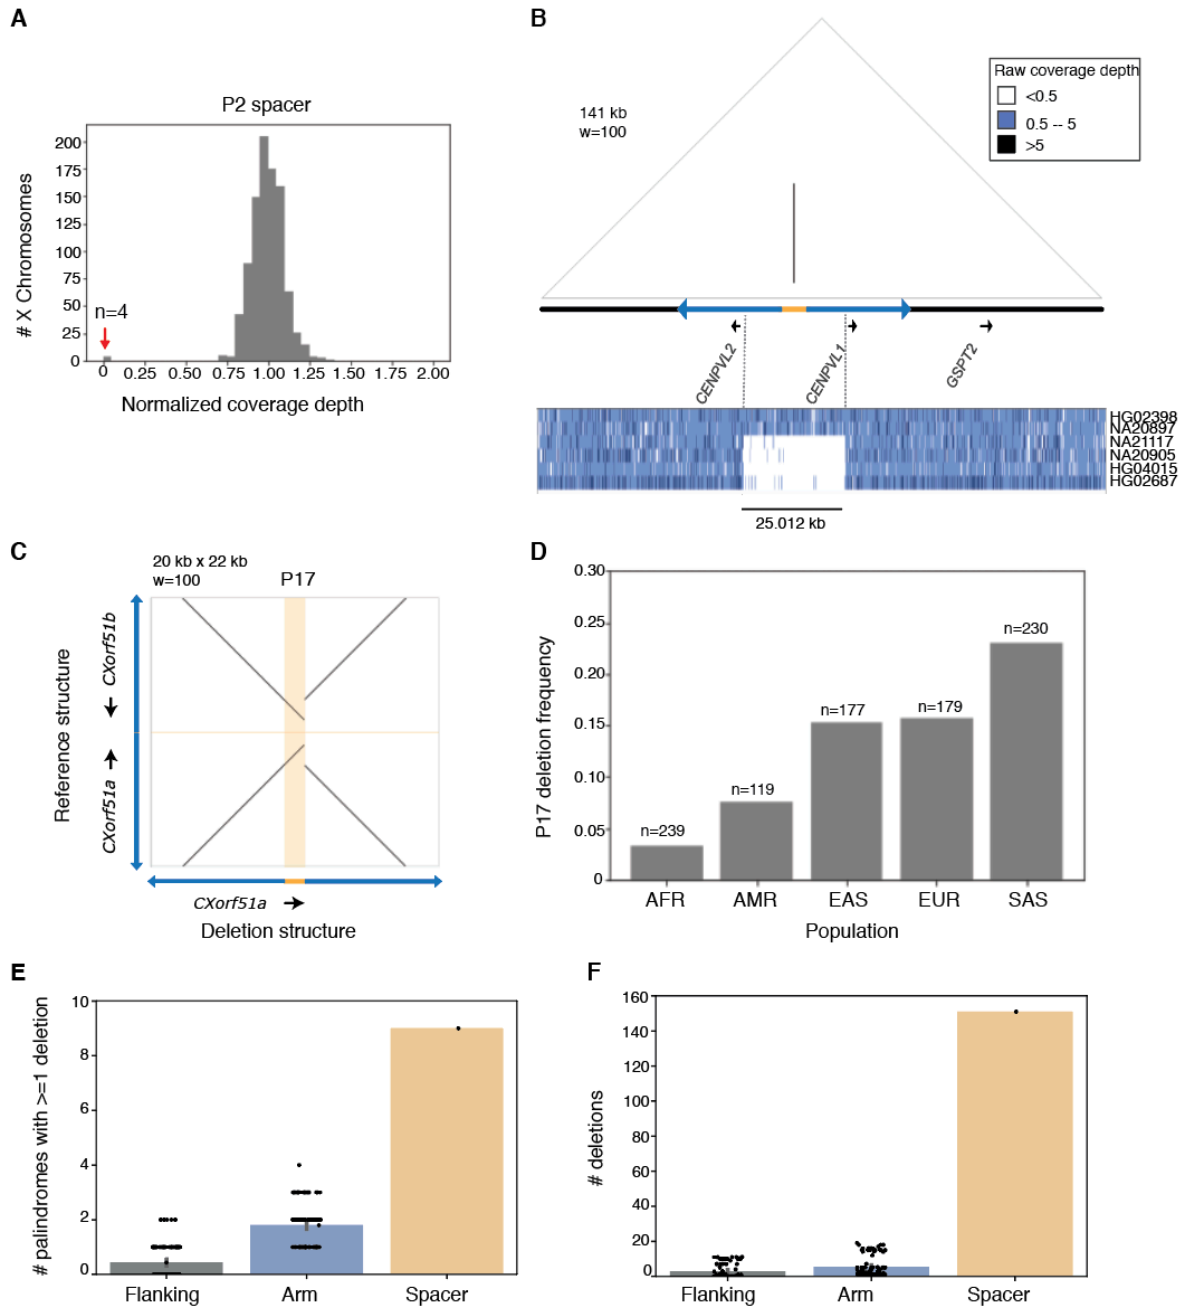 A
P2 spacer
# X Chromosomes
200
175
150
125
100
75
50
25
0
n=4
0
0.25
0.50
0.75
1.00
1.25
1.50
1.75
2.00
Normalized coverage depth
B
141 kb
w=100
Raw coverage depth
<0.5
0.5 -- 5
>5
CENPVL2
CENPVL1
GSPT2
HG02398
NA20897
NA21117
NA20905
HG04015
HG02687
25.012 kb
C
20 kb x 22 kb
w=100
P17
Reference structure
CXorf51b
CXorf51a
CXorf51a
Deletion structure
D
P17 deletion frequency
0.30
0.25
0.20
0.15
0.10
0.05
0
n=239
n=119
n=177
n=179
n=230
AFR
AMR
EAS
EUR
SAS
Population
E
# palindromes with >=1 deletion
10
8
6
4
2
0
Flanking
Arm
Spacer
F
# deletions
160
140
120
100
80
60
40
20
0
Flanking
Arm
Spacer